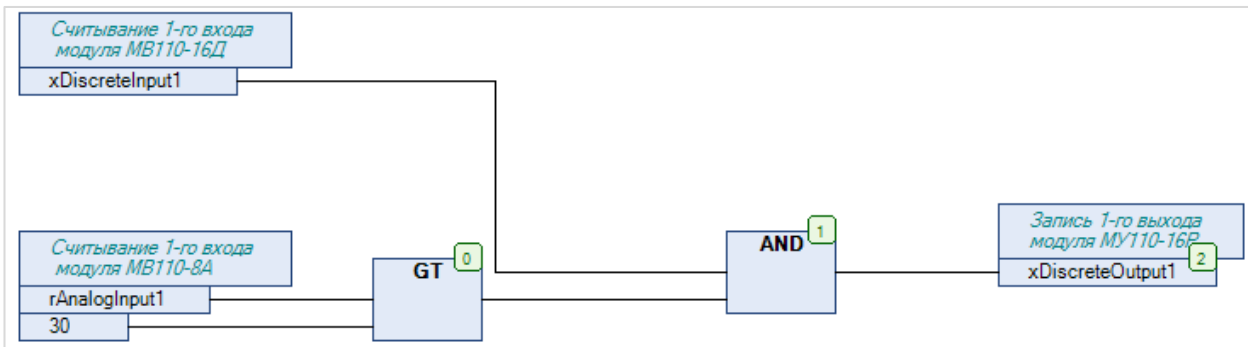 Считывание 1-го входа
модуля МВ110-16Д
xDiscreteInput1
Считывание 1-го входа
модуля МВ110-8А
rAnalogInput1
30
GT
0
AND
1
Запись 1-го выхода
модуля МУ110-16Р
2
xDiscreteOutput1